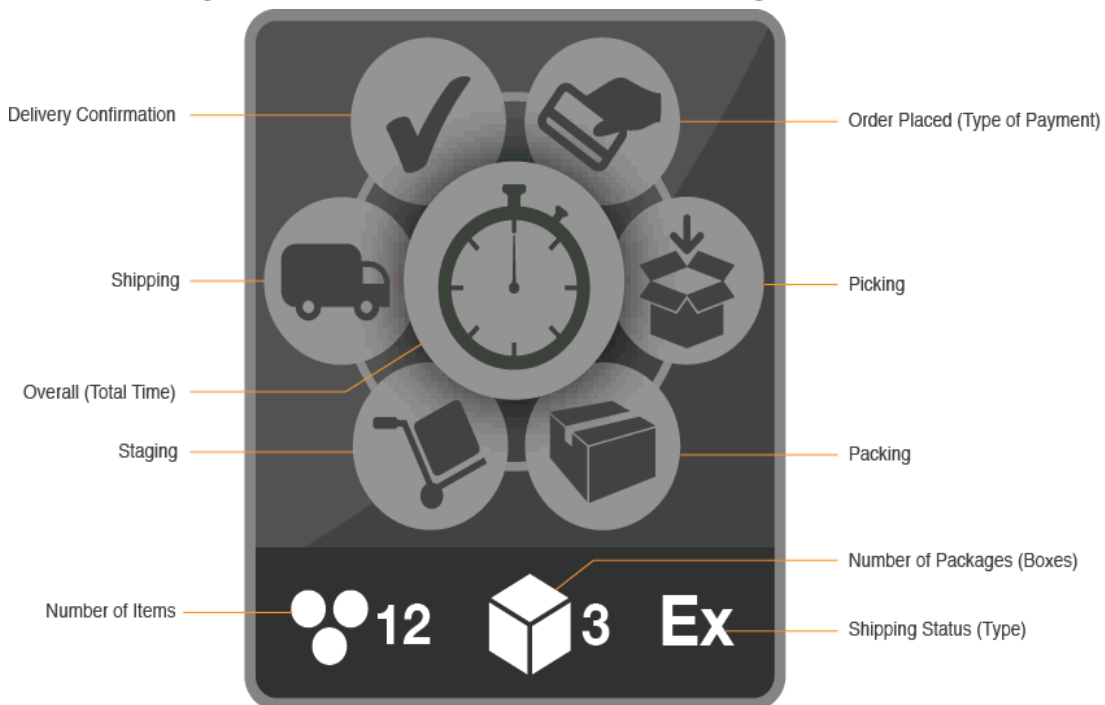 Delivery Confirmation
Order Placed (Type of Payment)
Shipping
Picking
Overall (Total Time)
Staging
Packing
Number of Packages (Boxes)
Number of Items
12
3
Ex
Shipping Status (Type)